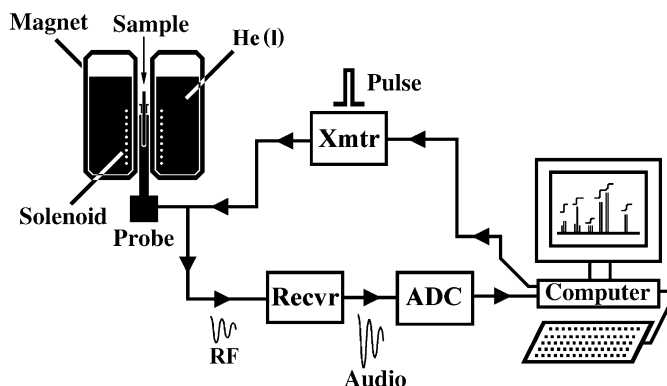 Magnet
Sample
He (l)
Pulse
Xmtr
Solenoid
Probe
Recvr
ADC
Computer
RF
Audio